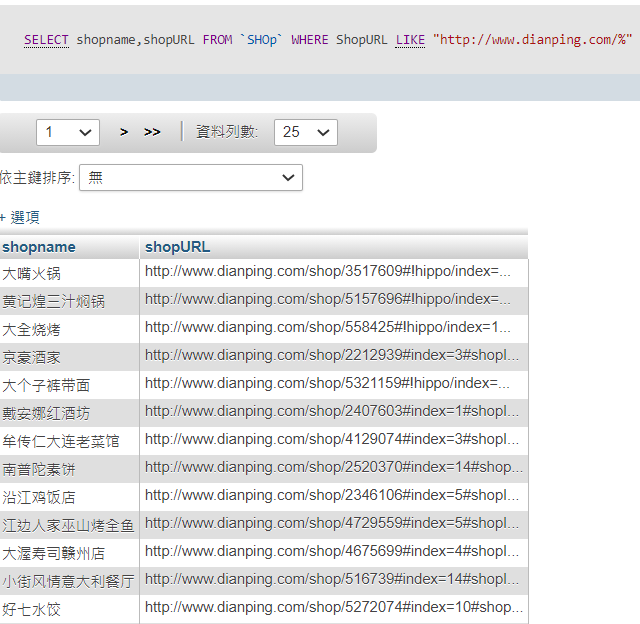 SELECT shopname,shopURL FROM `SHOp` WHERE ShopURL LIKE "http://www.dianping.com/%"
1 > >> | 資料列數: 25
依主鍵排序: 無
+ 選項
shopname shopURL
大嘴火锅 http://www.dianping.com/shop/3517609#!hippo/index=...
黄记煌三汁焖锅 http://www.dianping.com/shop/5157696#!hippo/index=...
大全烧烤 http://www.dianping.com/shop/558425#!hippo/index=1...
京豪酒家 http://www.dianping.com/shop/2212939#index=3#shopI...
大个子裤带面 http://www.dianping.com/shop/5321159#!hippo/index=...
戴安娜红酒坊 http://www.dianping.com/shop/2407603#index=1#shopI...
牟传仁大连老菜馆 http://www.dianping.com/shop/4129074#index=3#shopI...
南普陀素饼 http://www.dianping.com/shop/2520370#index=14#shop...
沿江鸡饭店 http://www.dianping.com/shop/2346106#index=5#shopI...
江边人家巫山烤全鱼 http://www.dianping.com/shop/4729559#index=5#shopI...
大渥寿司赣州店 http://www.dianping.com/shop/4675699#index=4#shopI...
小街风情意大利餐厅 http://www.dianping.com/shop/516739#index=14#shopI...
好七水饺 http://www.dianping.com/shop/5272074#index=10#shop...